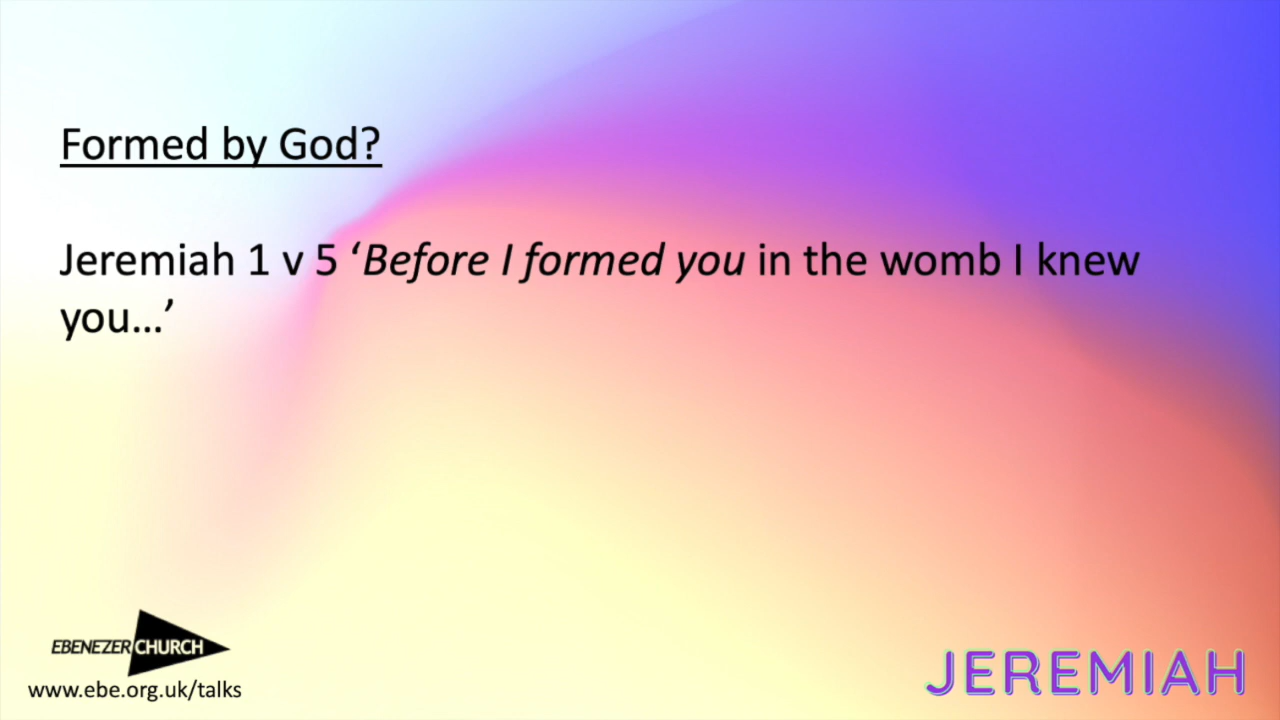 Formed by God?
Jeremiah 1 v 5 ‘Before I formed you in the womb I knew
you...’
EBENEZER CHURCH
www.ebe.org.uk/talks
JEREMIAH